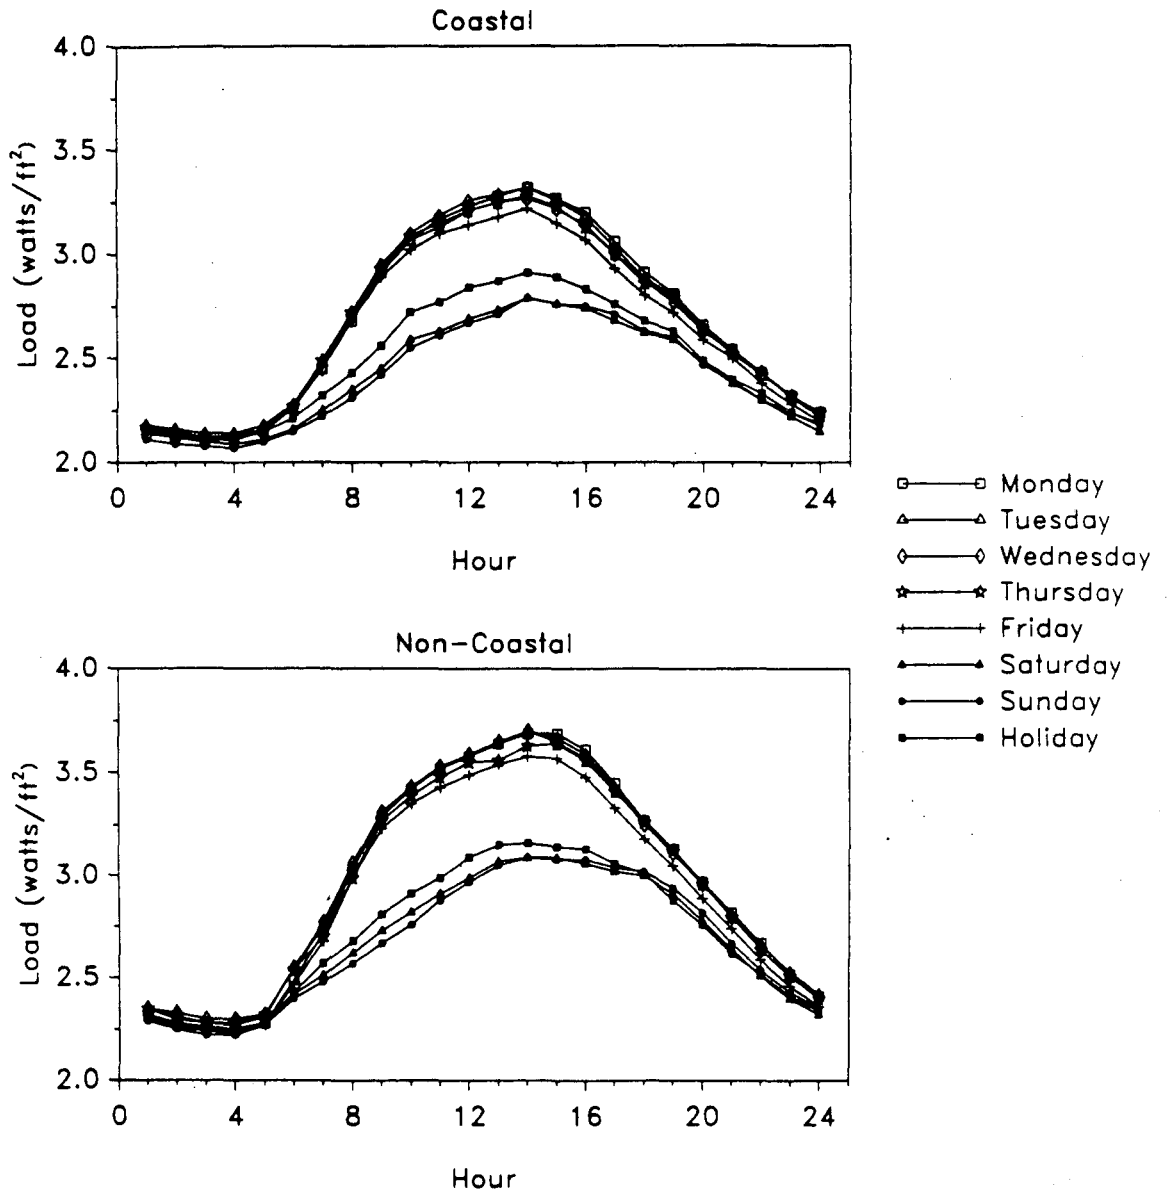 Coastal
4.0
3.5
3.0
2.5
2.0
Load (watts/ft²)
0 4 8 12 16 20 24
Hour
Monday
Tuesday
Wednesday
Thursday
Friday
Saturday
Sunday
Holiday
Non-Coastal
4.0
3.5
3.0
2.5
2.0
Load (watts/ft²)
0 4 8 12 16 20 24
Hour